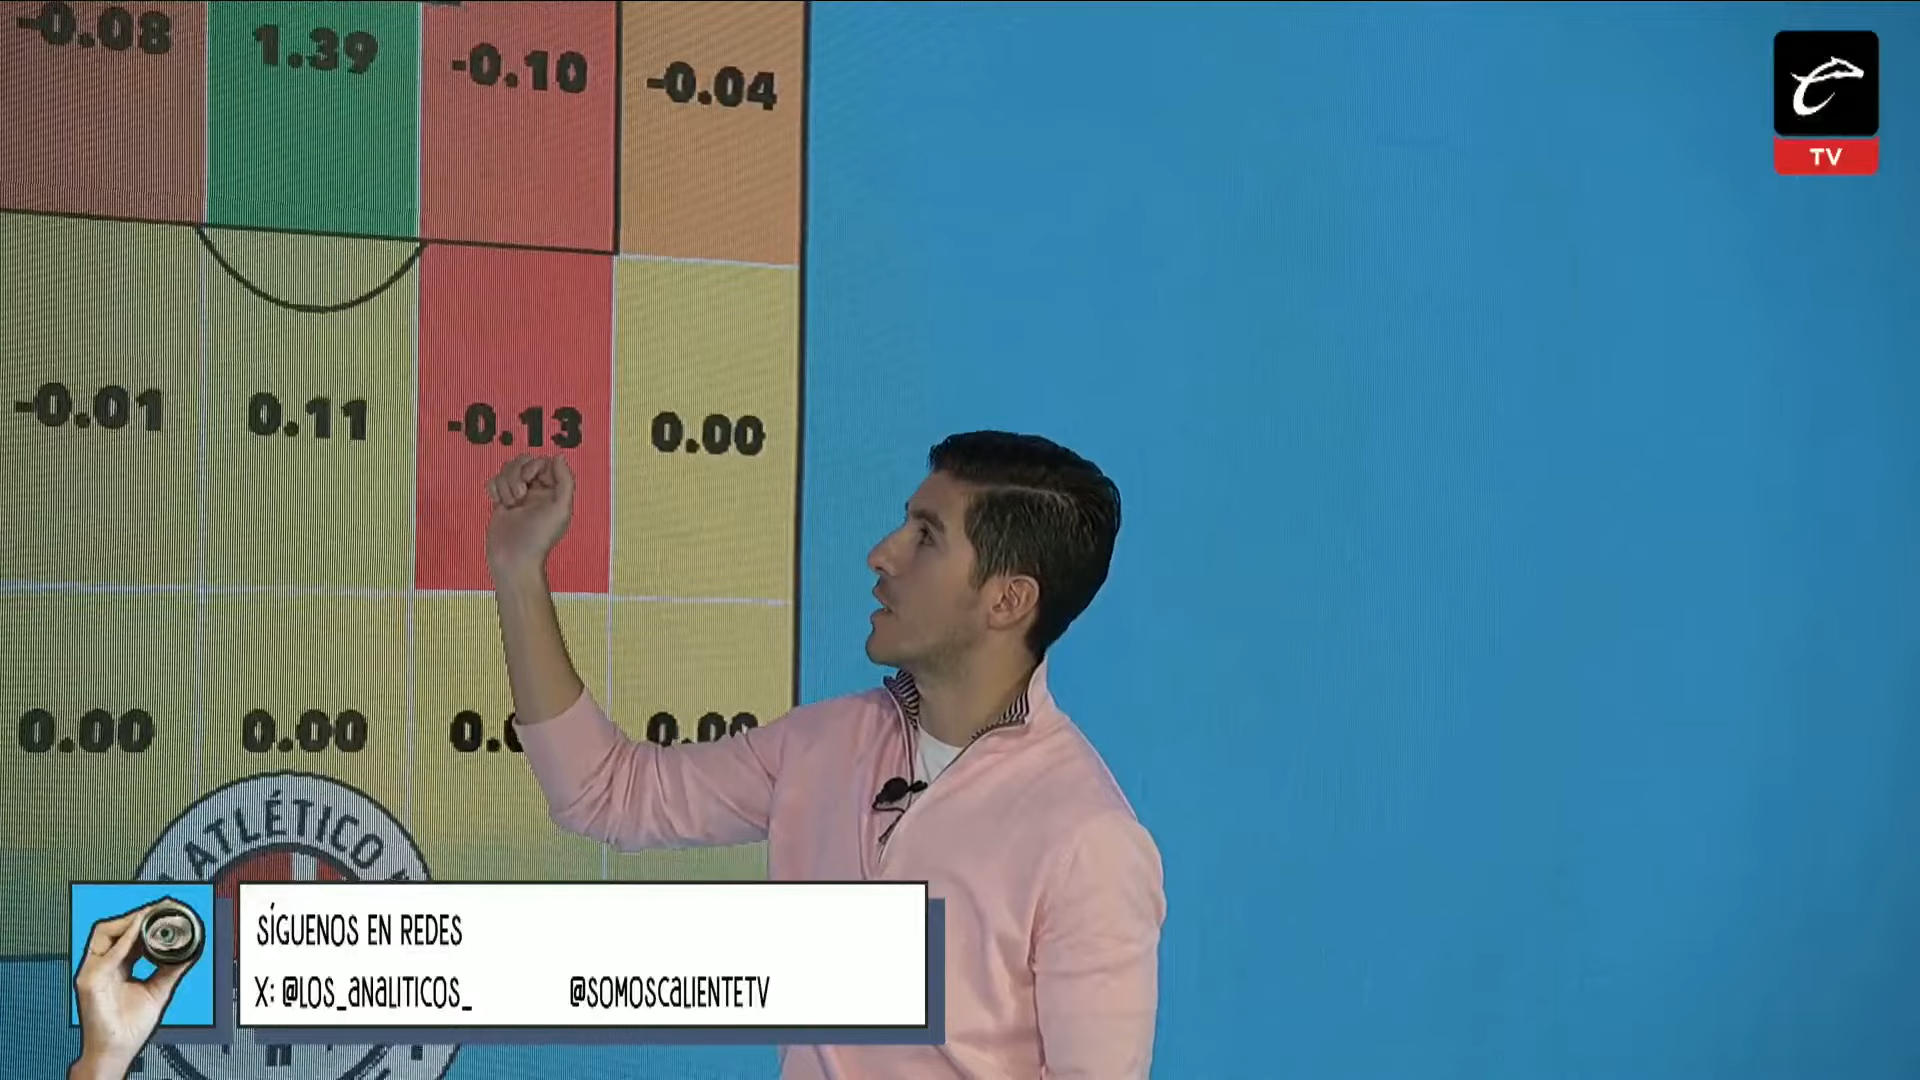 -0.08 1.39 -0.10 -0.04
TV
-0.01 0.11 -0.13 0.00
0.00 0.00
ATLÉTICO
SÍGUENOS EN REDES
X: @LOS_ANALITICOS_ @SOMOSCALIENTETV